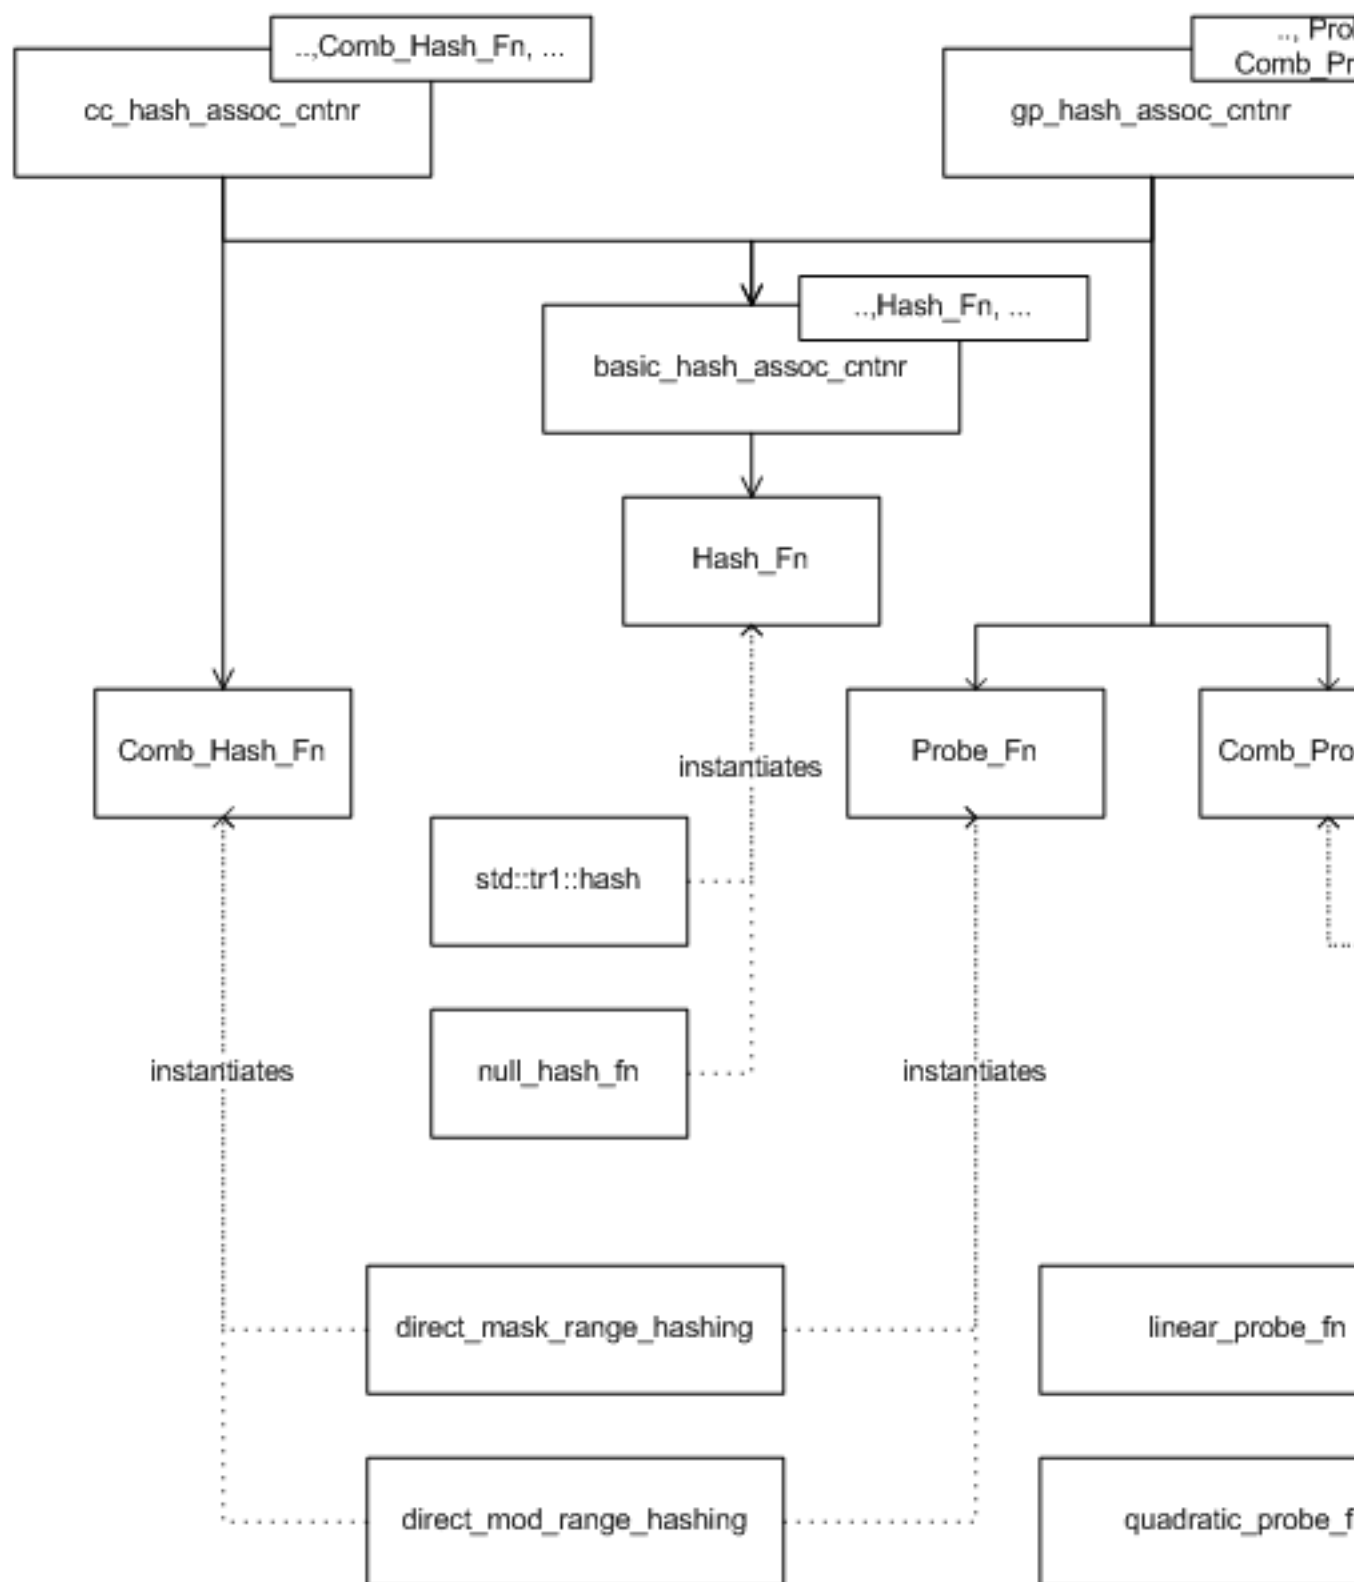 ..,Comb_Hash_Fn, ...
cc_hash_assoc_cntnr
gp_hash_assoc_cntnr
..,Hash_Fn, ...
basic_hash_assoc_cntnr
Hash_Fn
Comb_Hash_Fn
instantiates
Probe_Fn
std::tr1::hash
instantiates
null_hash_fn
instantiates
direct_mask_range_hashing
linear_probe_fn
direct_mod_range_hashing